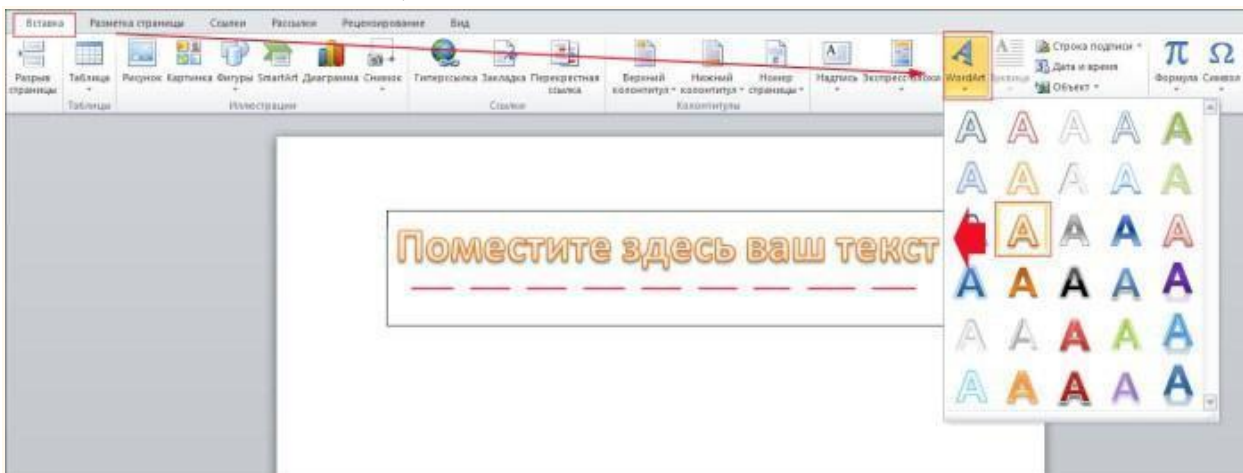 Вставка Разметка страницы Ссылки Рассылки Рецензирование Вид
Разрыв страницы
Таблица
Рисунок Картинка Фигуры SmartArt Диаграмма Снимок
Гиперссылка Закладка Перекрестная ссылка
Верхний колонтитул Нижний колонтитул Номер страницы
Надпись Экспресс-блоки WordArt Буквица
Строка подписи
Дата и время
Объект
Формула Символ
Таблицы Иллюстрации Ссылки Колонтитулы
Поместите здесь ваш текст
A A A A A
A A A A A
A A A A
A A A A A
A A A A A
A A A A A